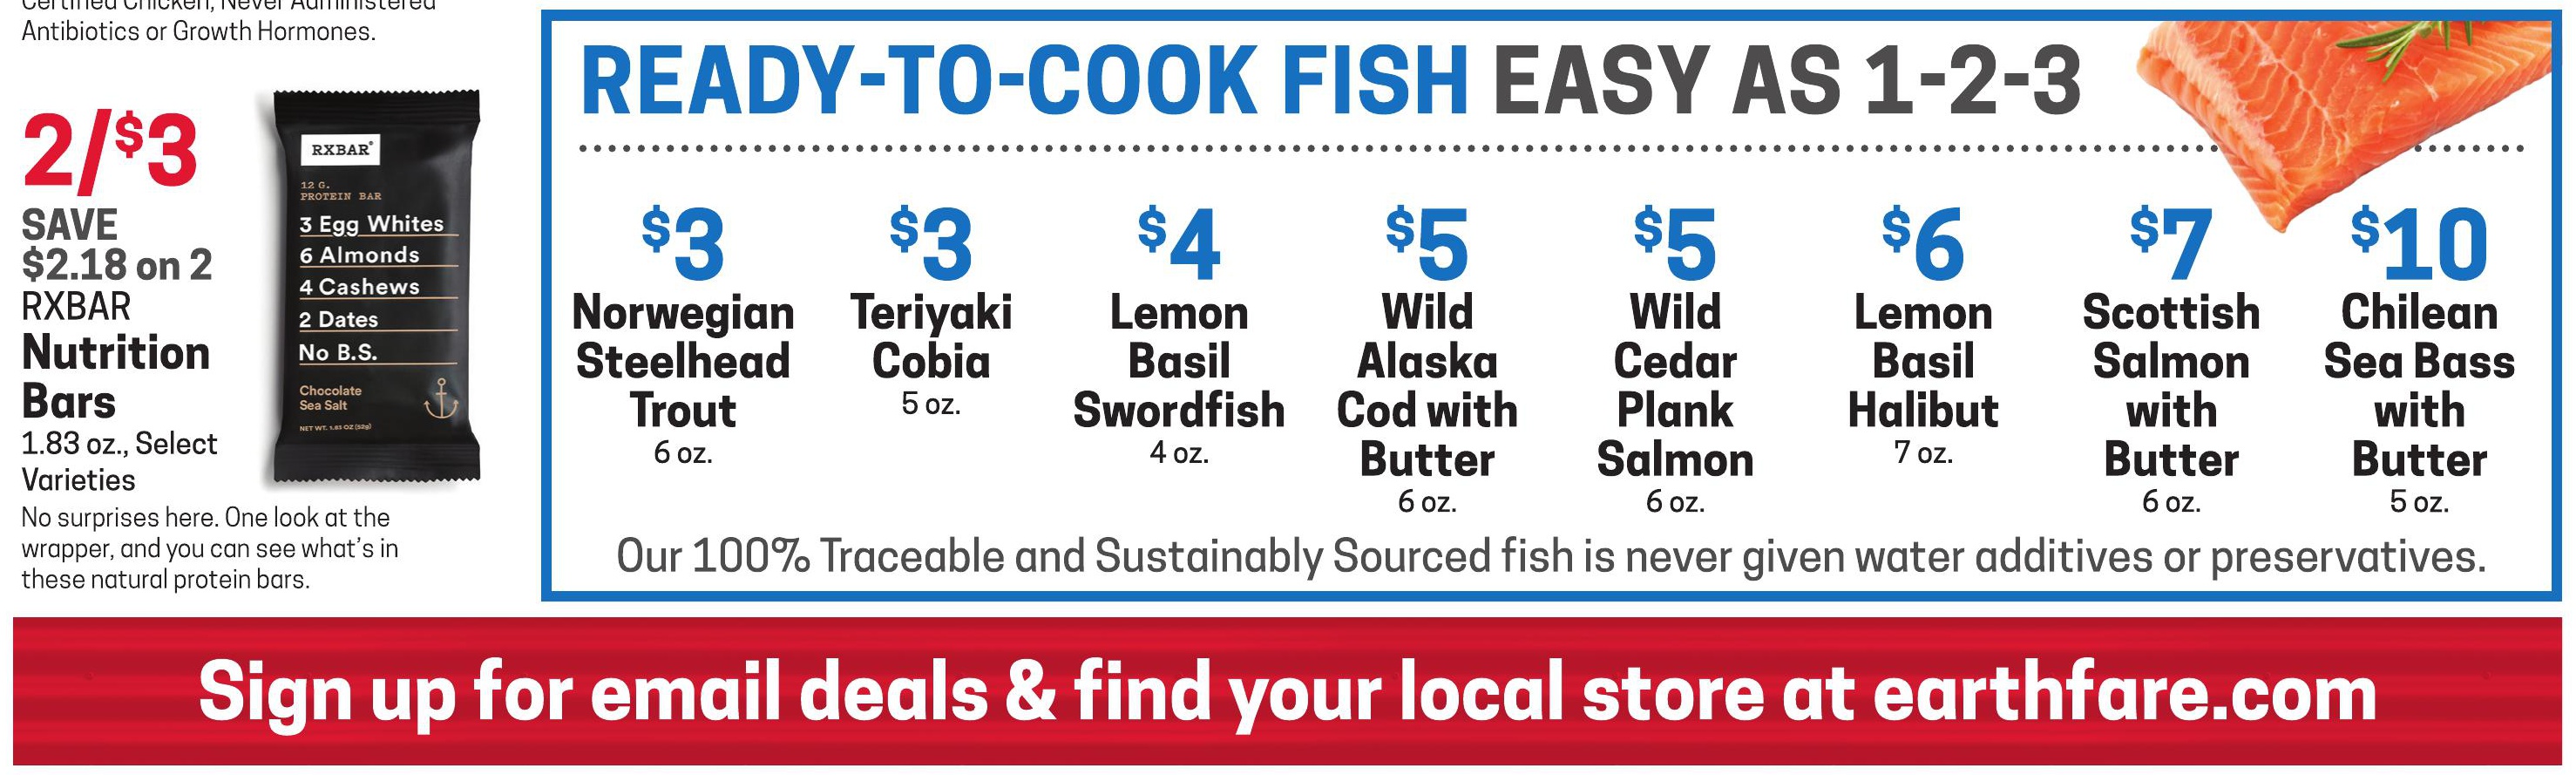 Certified Chicken, Never Administered
Antibiotics or Growth Hormones.
2/$3
SAVE
$2.18 on 2
RXBAR
Nutrition
Bars
1.83 oz., Select
Varieties
No surprises here. One look at the
wrapper, and you can see what's in
these natural protein bars.
RXBAR®
12 G.
PROTEIN BAR
3 Egg Whites
6 Almonds
4 Cashews
2 Dates
No B.S.
Chocolate
Sea Salt
NET WT. 1.83 OZ (52g)
READY-TO-COOK FISH EASY AS 1-2-3
$3
Norwegian
Steelhead
Trout
6 oz.
$3
Teriyaki
Cobia
5 oz.
$4
Lemon
Basil
Swordfish
4 oz.
$5
Wild
Alaska
Cod with
Butter
6 oz.
$5
Wild
Cedar
Plank
Salmon
6 oz.
$6
Lemon
Basil
Halibut
7 oz.
$7
Scottish
Salmon
with
Butter
6 oz.
$10
Chilean
Sea Bass
with
Butter
5 oz.
Our 100% Traceable and Sustainably Sourced fish is never given water additives or preservatives.
Sign up for email deals & find your local store at earthfare.com